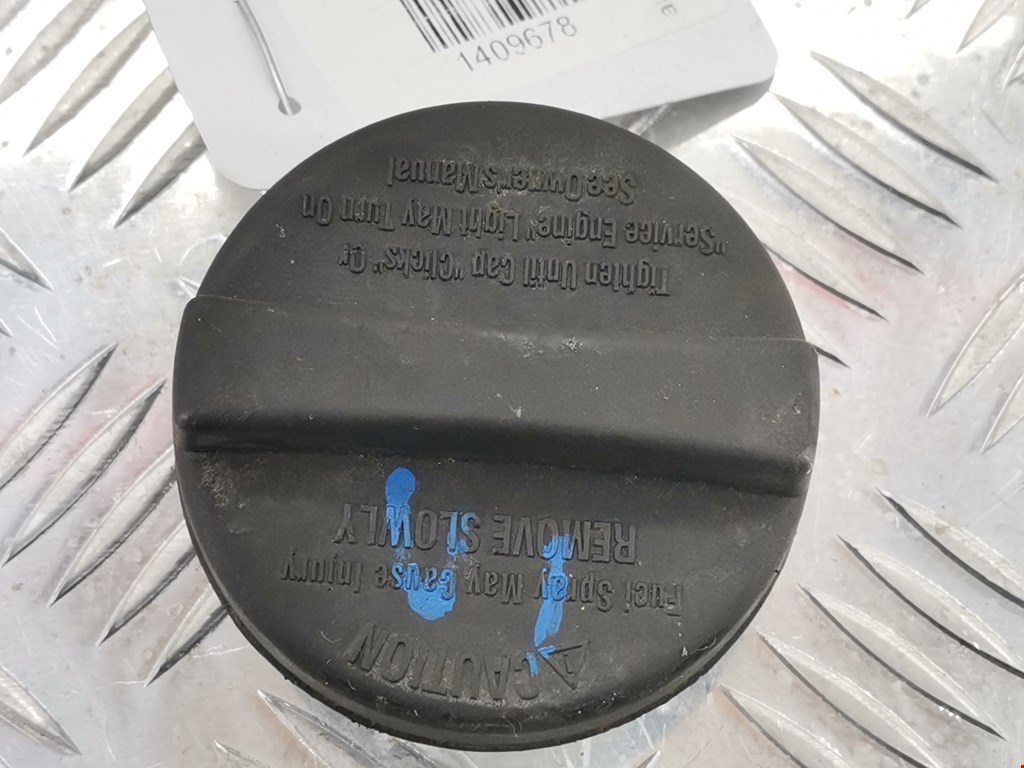 1409678
⚠CAUTION
Fuel Spray May Cause Injury
REMOVE SLOWLY
Tighten Until Cap "Clicks" Or
"Service Engine" Light May Turn On
See Owner's Manual